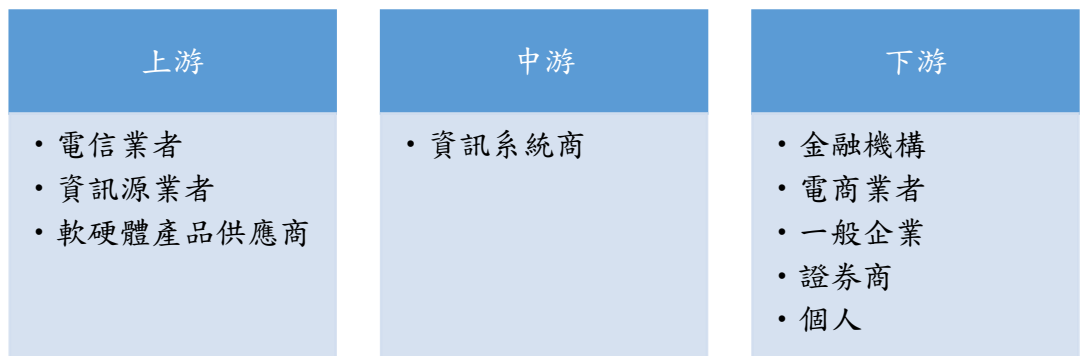 上游
・電信業者
・資訊源業者
・軟硬體產品供應商
中游
・資訊系統商
下游
・金融機構
・電商業者
・一般企業
・證券商
・個人